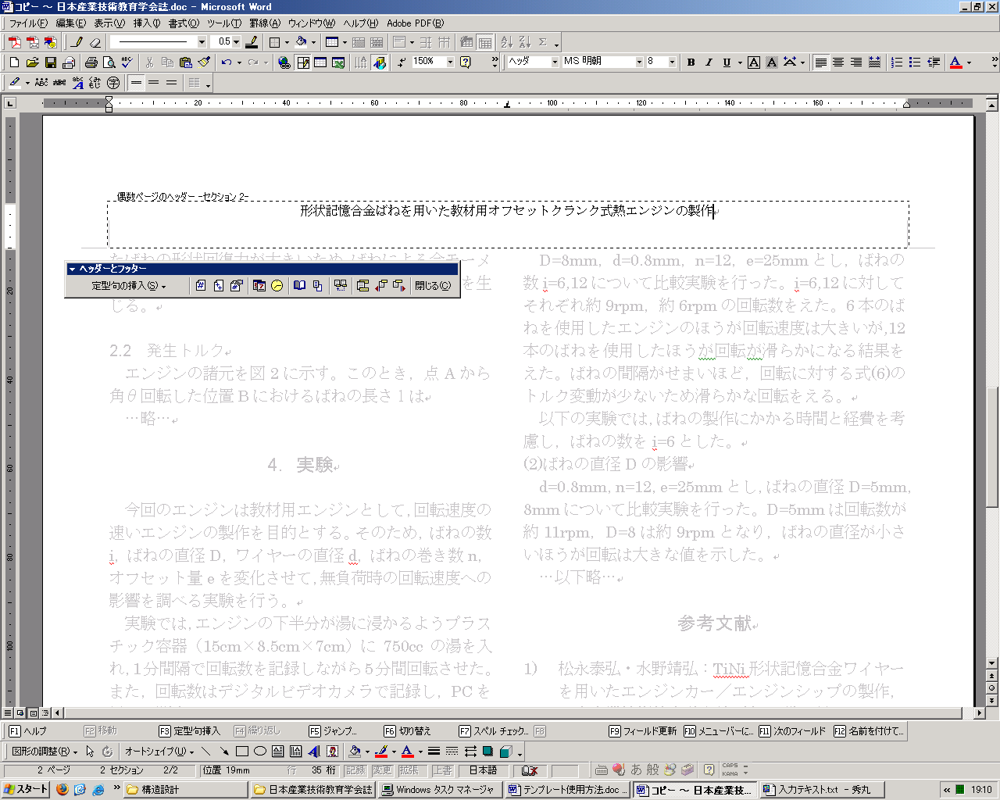 コピー ～ 日本産業技術教育学会誌.doc - Microsoft Word
ファイル(F) 編集(E) 表示(V) 挿入(I) 書式(O) ツール(T) 罫線(A) ウィンドウ(W) ヘルプ(H) Adobe PDF(B)
0.5
150% ヘッダ MS 明朝 8 B I U A A A
20 40 60 80 100 120 140 160
偶数ページのヘッダー -セクション 2-
形状記憶合金ばねを用いた教材用オフセットクランク式熱エンジンの製作
たばねの形状回復力が大きいため，ばねによる全モーメ
ヘッダーとフッター
定型句の挿入(S) 閉じる(C)
を生
じる。
2.2 発生トルク
エンジンの諸元を図 2 に示す。このとき，点 A から
角θ回転した位置 B におけるばねの長さ l は
…略…
4. 実験
今回のエンジンは教材用エンジンとして,回転速度の
速いエンジンの製作を目的とする。そのため，ばねの数
i，ばねの直径 D，ワイヤーの直径 d，ばねの巻き数 n，
オフセット量 e を変化させて,無負荷時の回転速度への
影響を調べる実験を行う。
実験では,エンジンの下半分が湯に浸かるようプラス
チック容器（15cm×8.5cm×7cm）に 750cc の湯を入
れ, 1 分間隔で回転数を記録しながら 5 分間回転させた。
また，回転数はデジタルビデオカメラで記録し，PC を
D=8mm，d=0.8mm，n=12，e=25mm とし，ばねの
数 i=6,12 について比較実験を行った。i=6,12 に対して
それぞれ約 9rpm，約 6rpm の回転数をえた。6 本のば
ねを使用したエンジンのほうが回転速度は大きいが,12
本のばねを使用したほうが回転が滑らかになる結果を
えた。ばねの間隔がせまいほど，回転に対する式(6)の
トルク変動が少ないため滑らかな回転をえる。
以下の実験では,ばねの製作にかかる時間と経費を考
慮し，ばねの数を i=6 とした。
(2)ばねの直径 D の影響
d=0.8mm, n=12, e=25mm とし,ばねの直径 D=5mm,
8mm について比較実験を行った。D=5mm は回転数が
約 11rpm，D=8 は約 9rpm となり，ばねの直径が小さ
いほうが回転は大きな値を示した。
…以下略…
参考文献
1) 松永泰弘・水野靖弘：TiNi 形状記憶合金ワイヤー
を用いたエンジンカー／エンジンシップの製作，
F1 ヘルプ F2 移動 F3 定型句挿入 F4 繰り返し F5 ジャンプ... F6 切り替え F7 スペル チェック... F8 F9 フィールド更新 F10 メニューバーに... F11 次のフィールド F12 名前を付けて...
図形の調整(R) オートシェイプ(U)
2 ページ 2 セクション 2/2 位置 19mm 行 35 桁 記録 変更 拡張 上書 日本語 あ 般 CAPS KANA
スタート 構造設計 日本産業技術教育学会誌 Windows タスク マネージャ テンプレート使用方法.doc ... コピー ～ 日本産業技... 入力テキスト.txt - 秀丸 19:10